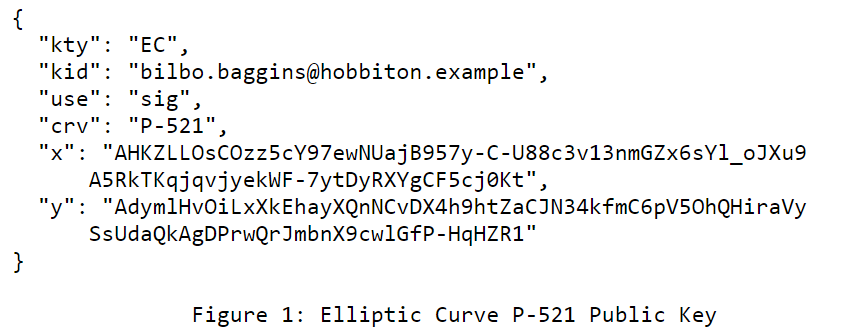 {
"kty": "EC",
"kid": "bilbo.baggins@hobbiton.example",
"use": "sig",
"crv": "P-521",
"x": "AHKZLLOsCOzz5cY97ewNUajB957y-C-U88c3v13nmGZx6sYl_oJXu9
A5RkTKqjqvjyekWF-7ytDyRXYgCF5cj0Kt",
"y": "AdymlHvOiLxXkEhayXQnNCvDX4h9htZaCJN34kfmC6pV5OhQHiraVy
SsUdaQkAgDPrwQrJmbnX9cwlGfP-HqHZR1"
}
Figure 1: Elliptic Curve P-521 Public Key